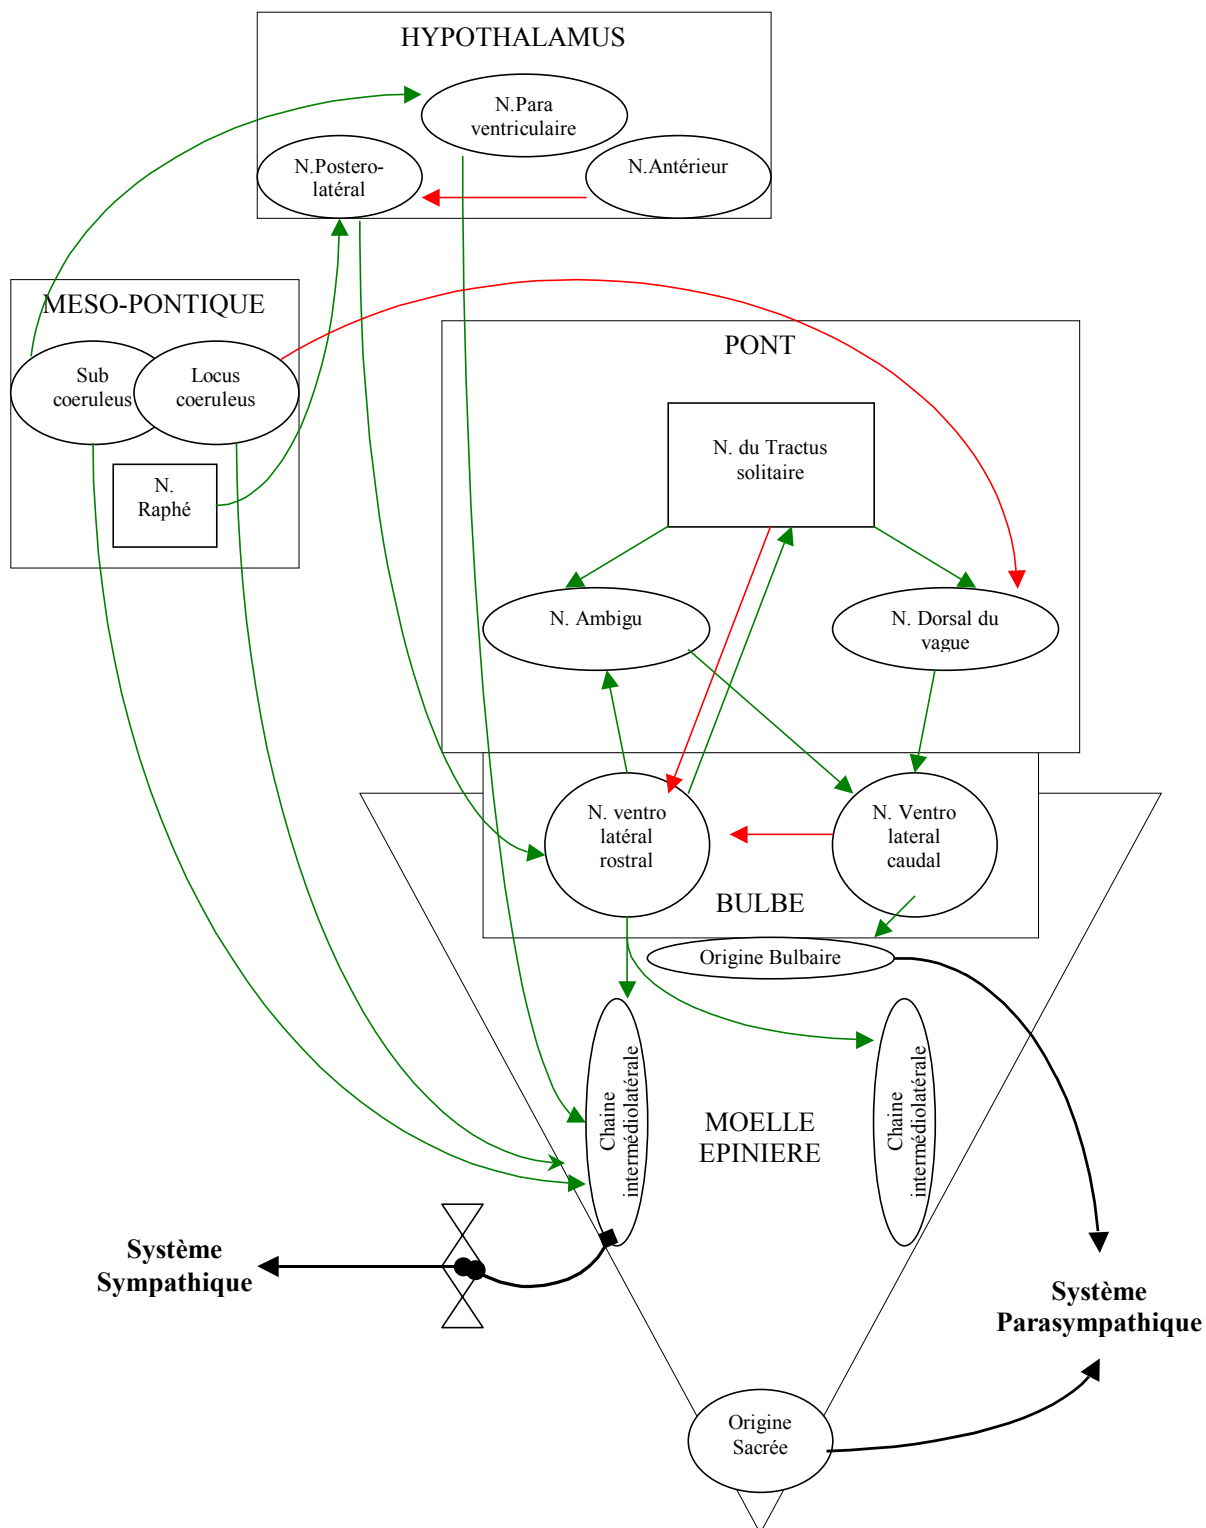 HYPOTHALAMUS
N.Para
ventriculaire
N.Postero-
latéral
N.Antérieur
MESO-PONTIQUE
Sub
coeruleus
Locus
coeruleus
N.
Raphé
PONT
N. du Tractus
solitaire
N. Ambigu
N. Dorsal du
vague
N. ventro
latéral
rostral
N. Ventro
lateral
caudal
BULBE
Origine Bulbaire
Chaine
intermédiolatérale
MOELLE
EPINIERE
Chaine
intermédiolatérale
Système
Sympathique
Système
Parasympathique
Origine
Sacrée